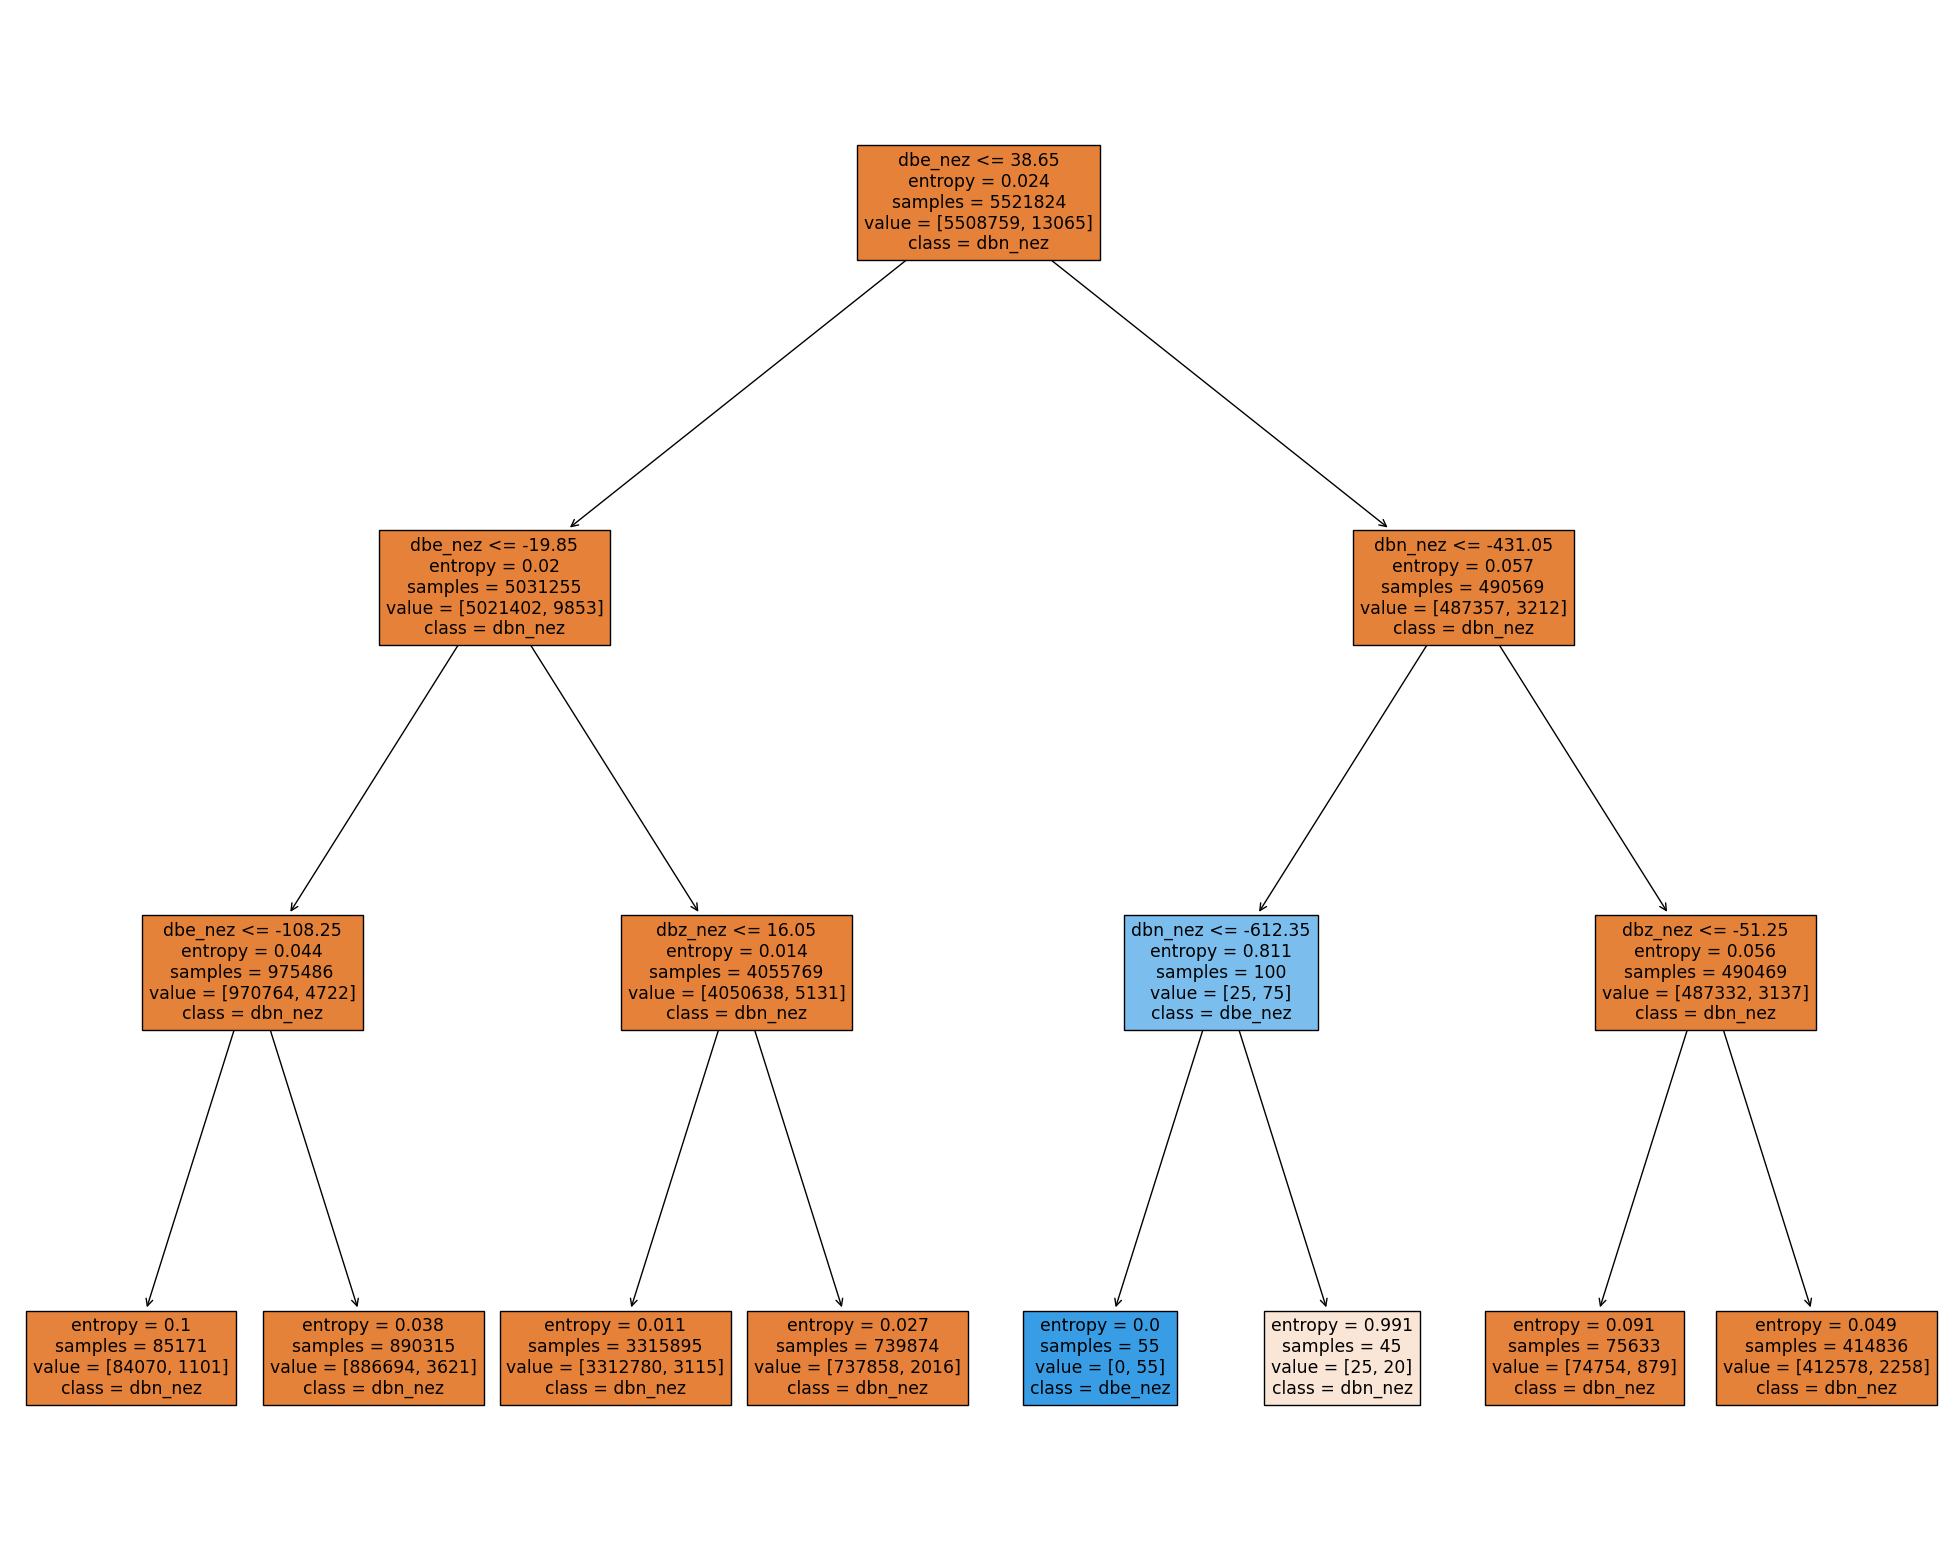 dbe_nez <= 38.65
entropy = 0.024
samples = 5521824
value = [5508759, 13065]
class = dbn_nez
dbe_nez <= -19.85
entropy = 0.02
samples = 5031255
value = [5021402, 9853]
class = dbn_nez
dbn_nez <= -431.05
entropy = 0.057
samples = 490569
value = [487357, 3212]
class = dbn_nez
dbe_nez <= -108.25
entropy = 0.044
samples = 975486
value = [970764, 4722]
class = dbn_nez
dbz_nez <= 16.05
entropy = 0.014
samples = 4055769
value = [4050638, 5131]
class = dbn_nez
dbn_nez <= -612.35
entropy = 0.811
samples = 100
value = [25, 75]
class = dbe_nez
dbz_nez <= -51.25
entropy = 0.056
samples = 490469
value = [487332, 3137]
class = dbn_nez
entropy = 0.1
samples = 85171
value = [84070, 1101]
class = dbn_nez
entropy = 0.038
samples = 890315
value = [886694, 3621]
class = dbn_nez
entropy = 0.011
samples = 3315895
value = [3312780, 3115]
class = dbn_nez
entropy = 0.027
samples = 739874
value = [737858, 2016]
class = dbn_nez
entropy = 0.0
samples = 55
value = [0, 55]
class = dbe_nez
entropy = 0.991
samples = 45
value = [25, 20]
class = dbn_nez
entropy = 0.091
samples = 75633
value = [74754, 879]
class = dbn_nez
entropy = 0.049
samples = 414836
value = [412578, 2258]
class = dbn_nez